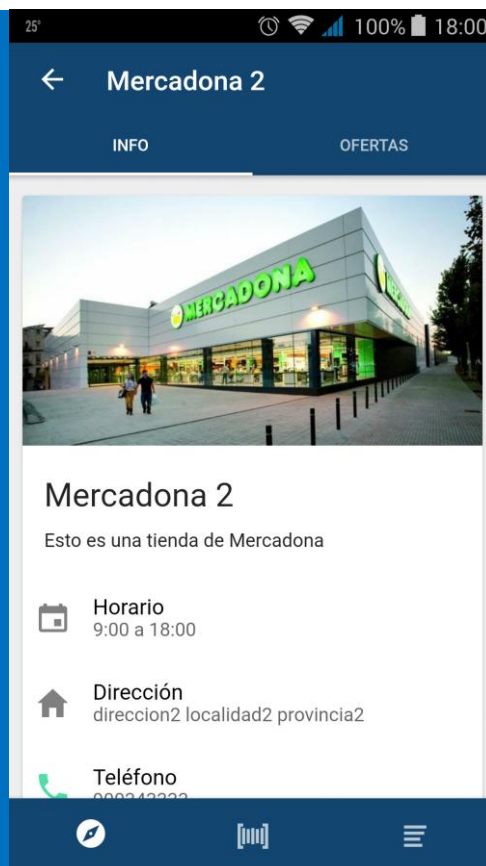 25°
100% 18:00
Mercadona 2
INFO
OFERTAS
MERCADONA
Mercadona 2
Esto es una tienda de Mercadona
Horario
9:00 a 18:00
Dirección
direccion2 localidad2 provincia2
Teléfono